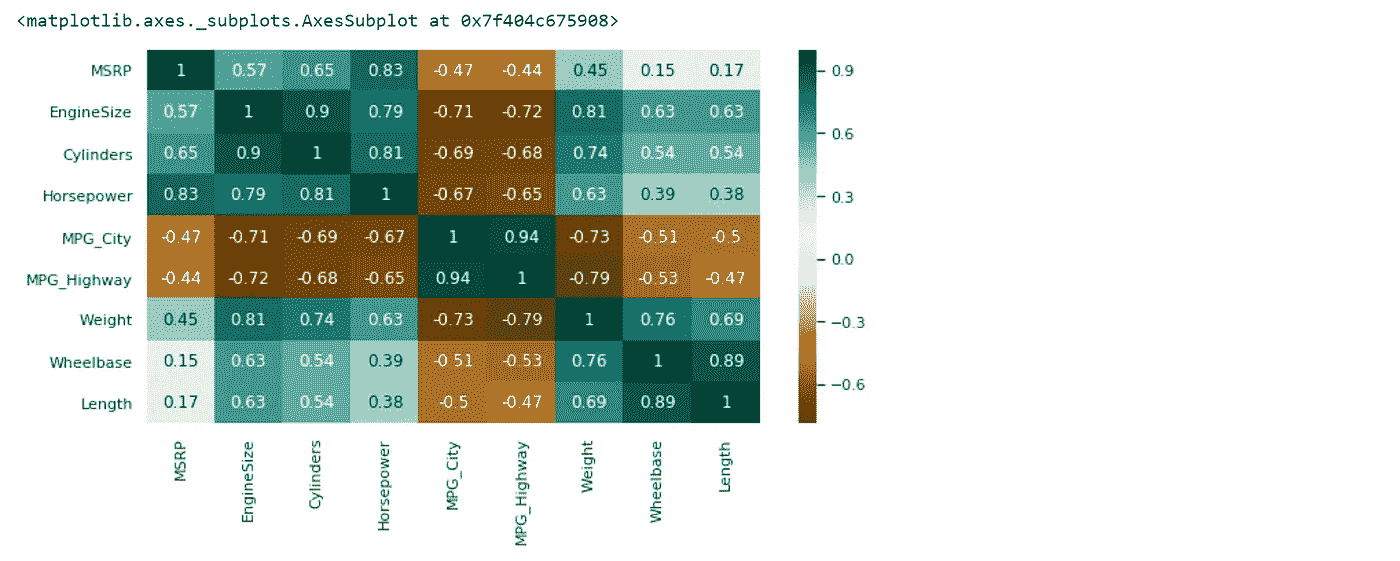 <matplotlib.axes._subplots.AxesSubplot at 0x7f404c675908>
MSRP 1 0.57 0.65 0.83 -0.47 -0.44 0.45 0.15 0.17
EngineSize 0.57 1 0.9 0.79 -0.71 -0.72 0.81 0.63 0.63
Cylinders 0.65 0.9 1 0.81 -0.69 -0.68 0.74 0.54 0.54
Horsepower 0.83 0.79 0.81 1 -0.67 -0.65 0.63 0.39 0.38
MPG_City -0.47 -0.71 -0.69 -0.67 1 0.94 -0.73 -0.51 -0.5
MPG_Highway -0.44 -0.72 -0.68 -0.65 0.94 1 -0.79 -0.53 -0.47
Weight 0.45 0.81 0.74 0.63 -0.73 -0.79 1 0.76 0.69
Wheelbase 0.15 0.63 0.54 0.39 -0.51 -0.53 0.76 1 0.89
Length 0.17 0.63 0.54 0.38 -0.5 -0.47 0.69 0.89 1
MSRP
EngineSize
Cylinders
Horsepower
MPG_City
MPG_Highway
Weight
Wheelbase
Length
0.9
0.6
0.3
0.0
−0.3
−0.6